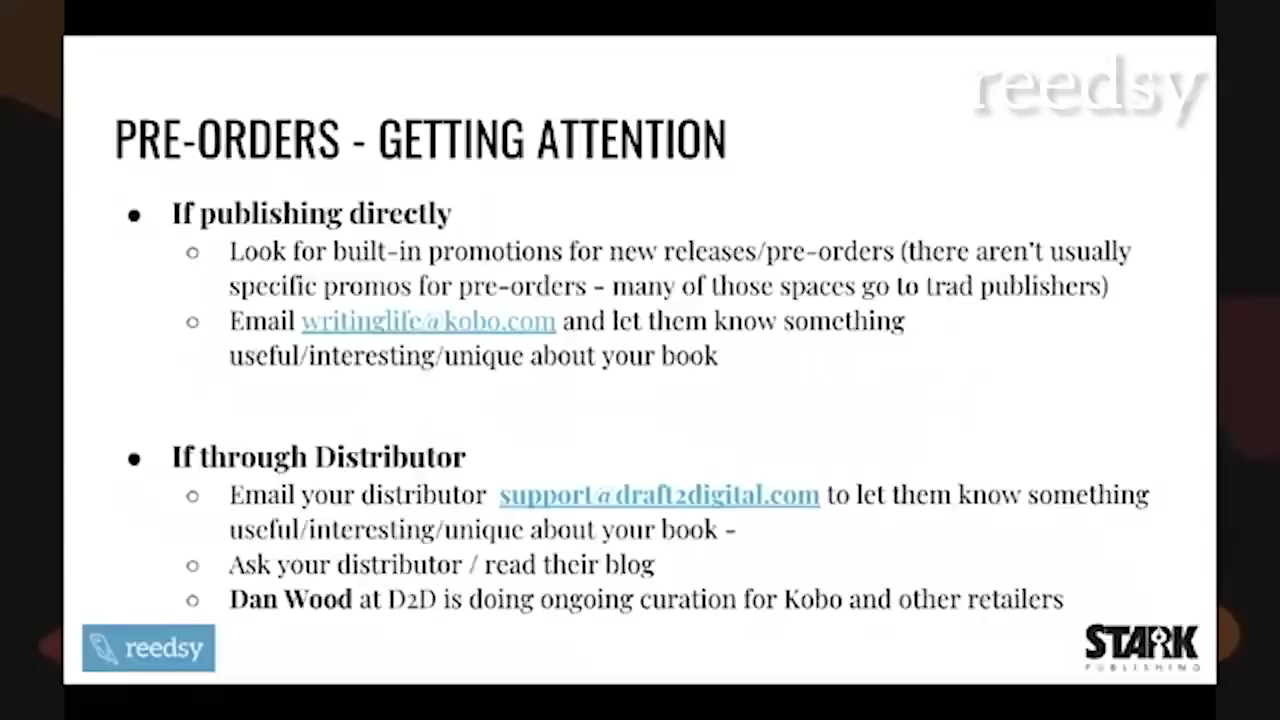 reedsy
PRE-ORDERS - GETTING ATTENTION
● If publishing directly
○ Look for built-in promotions for new releases/pre-orders (there aren't usually
specific promos for pre-orders - many of those spaces go to trad publishers)
○ Email writinglife@kobo.com and let them know something
useful/interesting/unique about your book
● If through Distributor
○ Email your distributor support@draft2digital.com to let them know something
useful/interesting/unique about your book -
○ Ask your distributor / read their blog
○ Dan Wood at D2D is doing ongoing curation for Kobo and other retailers
reedsy
STARK
PUBLISHING